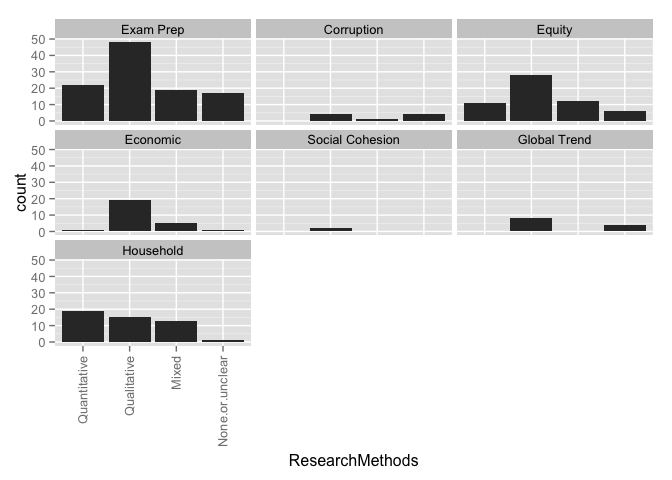 Exam Prep Corruption Equity
50
40
30
20
10
0
Economic Social Cohesion Global Trend
50
40
30
20
10
0
count
Household
50
40
30
20
10
0
Quantitative
Qualitative
Mixed
None.or.unclear
ResearchMethods